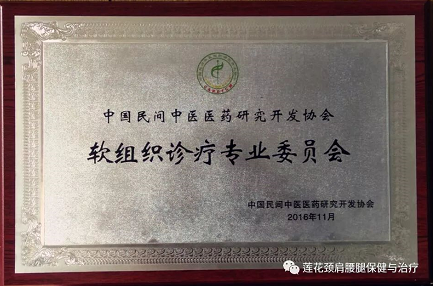 中国民间中医医药研究开发协会
软组织诊疗专业委员会
中国民间中医医药研究开发协会
2016年11月
莲花颈肩腰腿保健与治疗